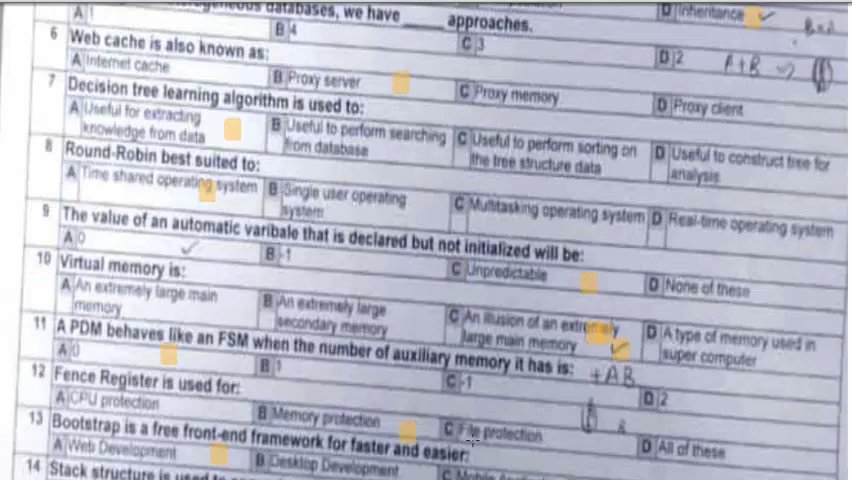 geneous databases, we have _____ approaches. D Inheritance
A 1 B 4 C 3 D 2
6 Web cache is also known as:
A Internet cache B Proxy server C Proxy memory D Proxy client
A+B
7 Decision tree learning algorithm is used to:
A Useful for extracting knowledge from data B Useful to perform searching from database C Useful to perform sorting on the tree structure data D Useful to construct tree for analysis
8 Round-Robin best suited to:
A Time shared operating system B Single user operating system C Multitasking operating system D Real-time operating system
9 The value of an automatic varibale that is declared but not initialized will be:
A 0 B -1 C Unpredictable D None of these
10 Virtual memory is:
A An extremely large main memory B An extremely large secondary memory C An illusion of an extremely large main memory D A type of memory used in super computer
11 A PDM behaves like an FSM when the number of auxiliary memory it has is:
A 0 B 1 C -1 D 2
+AB
12 Fence Register is used for:
A CPU protection B Memory protection C File protection D All of these
13 Bootstrap is a free front-end framework for faster and easier:
A Web Development B Desktop Development C Mobile
14 Stack structure is used